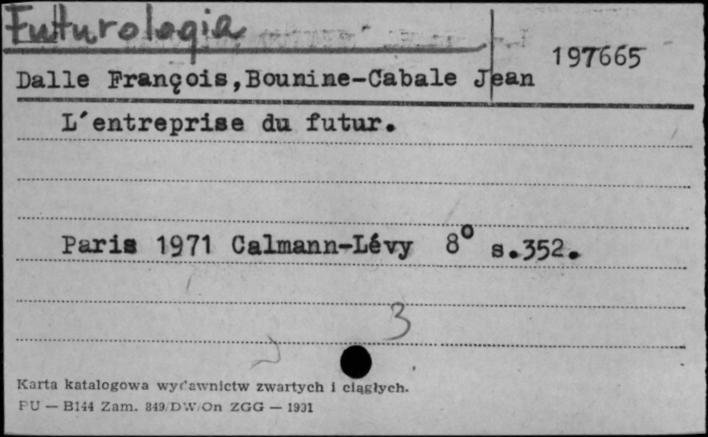 Futturologia
197665
Dalle François,Bounine-Cabale Jean
L'entreprise du futur.
Paris 1971 Calmann-Lévy 8° s.352.
3
Karta katalogowa wydawnictw zwartych i ciągłych.
PU — B144 Zam. 849/DW/On ZGG — 1931